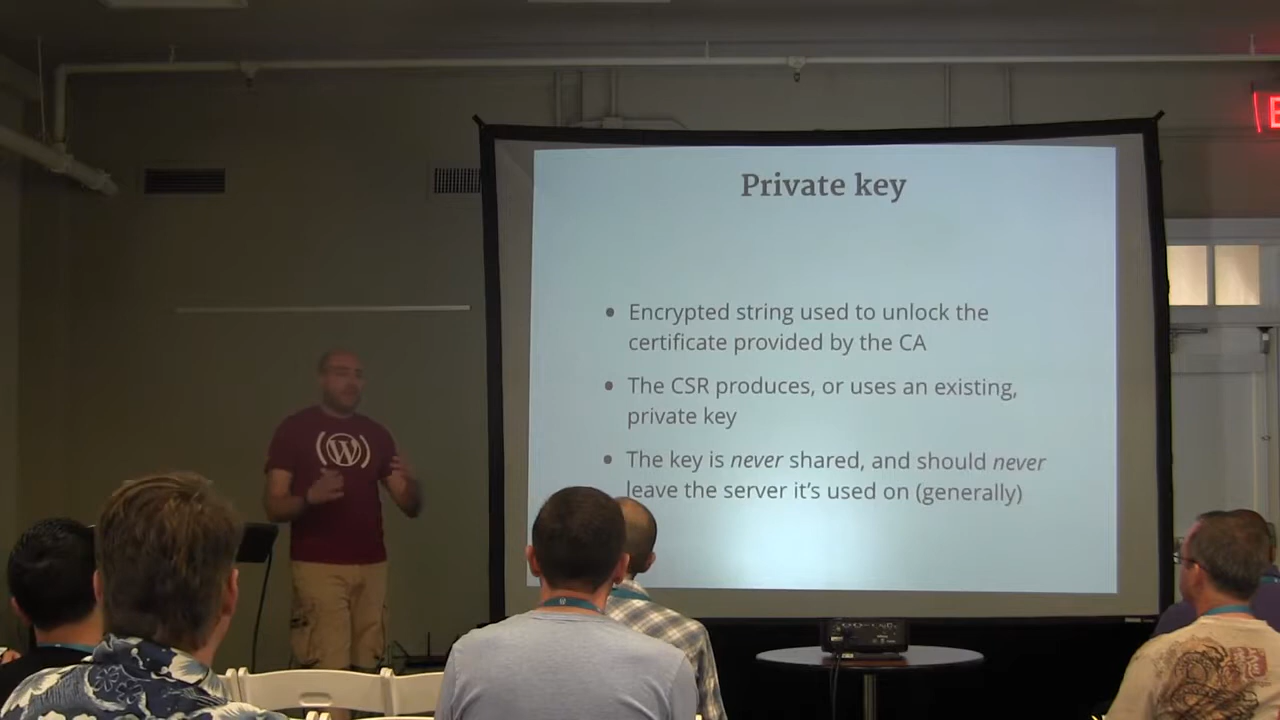 Private key
Encrypted string used to unlock the
certificate provided by the CA
The CSR produces, or uses an existing,
private key
The key is never shared, and should never
leave the server it's used on (generally)
(W)
E